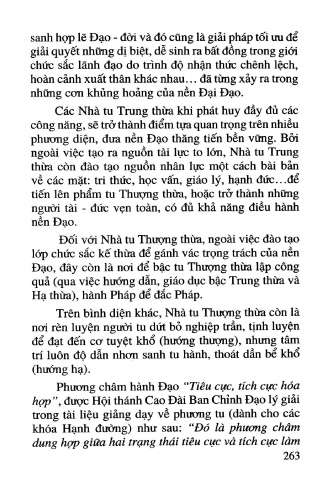 sanh hợp lẽ Đạo - đời và đó cũng là giải pháp tối ưu để
giải quyết những dị biệt, dễ sinh ra bất đồng trong giới
chức sắc lãnh đạo do trình độ nhận thức chênh lệch,
hoàn cảnh xuất thân khác nhau… đã từng xảy ra trong
những cơn khủng hoảng của nền Đại Đạo.
Các Nhà tu Trung thừa khi phát huy đầy đủ các
công năng, sẽ trở thành điểm tựa quan trọng trên nhiều
phương diện, đưa nền Đạo thăng tiến bền vững. Bởi
ngoài việc tạo ra nguồn tài lực to lớn, Nhà tu Trung
thừa còn đào tạo nguồn nhân lực một cách bài bản
về các mặt: tri thức, học vấn, giáo lý, hạnh đức…để
tiến lên phẩm tu Thượng thừa, hoặc trở thành những
người tài - đức vẹn toàn, có đủ khả năng điều hành
nền Đạo.
Đối với Nhà tu Thượng thừa, ngoài việc đào tạo
lớp chức sắc kế thừa để gánh vác trọng trách của nền
Đạo, đây còn là nơi để bậc tu Thượng thừa lập công
quả (qua việc hướng dẫn, giáo dục bậc Trung thừa và
Hạ thừa), hành Pháp để đắc Pháp.
Trên bình diện khác, Nhà tu Thượng thừa còn là
nơi rèn luyện người tu dứt bỏ nghiệp trần, tịnh luyện
để đạt đến cơ tuyệt khổ (hướng thượng), nhưng tâm
trí luôn độ dẫn nhơn sanh tu hành, thoát dần bể khổ
(hướng hạ).
Phương châm hành Đạo “Tiêu cực, tích cực hóa
hợp”, được Hội thánh Cao Đài Ban Chỉnh Đạo lý giải
trong tài liệu giảng dạy về phương tu (dành cho các
khóa Hạnh đường) như sau: “Đó là phương châm
dung hợp giữa hai trạng thái tiêu cực và tích cực làm
263